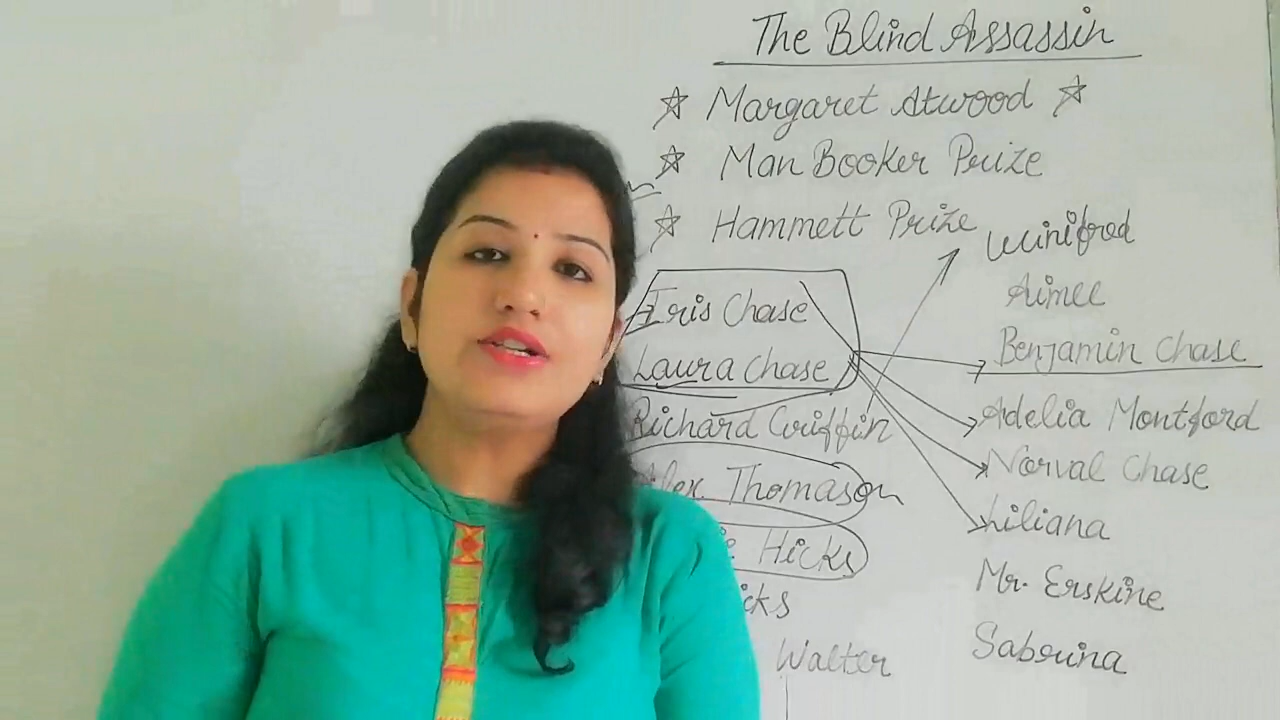 The Blind Assassin
☆ Margaret Atwood ☆
☆ Man Booker Prize
☆ Hammett Prize
Iris Chase
Laura Chase
Richard Griffin
Alex Thomason
Hicks
Winifred
Aimee
Benjamin Chase
Adelia Montford
Norval Chase
Liliana
Mr. Erskine
Sabrina
Walter